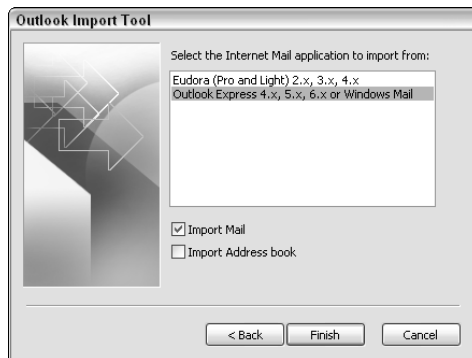 Outlook Import Tool
Select the Internet Mail application to import from:
Eudora (Pro and Light) 2.x, 3.x, 4.x
Outlook Express 4.x, 5.x, 6.x or Windows Mail
Import Mail
Import Address book
< Back Finish Cancel